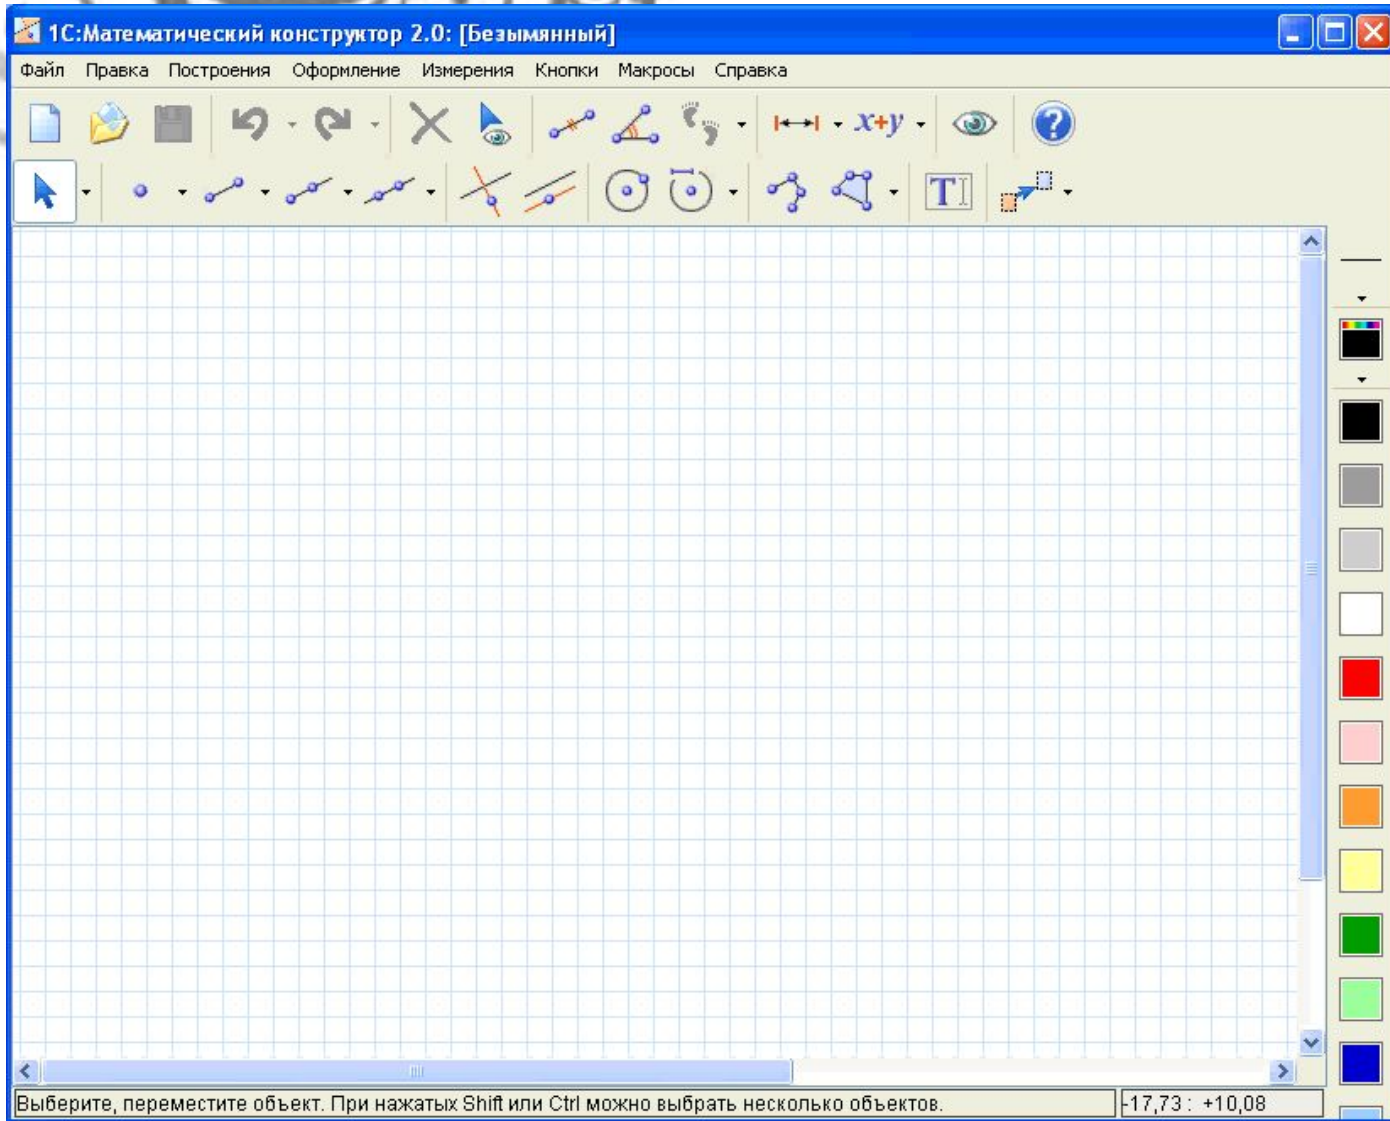 1С:Математический конструктор 2.0: [Безымянный]
Файл Правка Построения Оформление Измерения Кнопки Макросы Справка
x+y
?
T
Выберите, переместите объект. При нажатых Shift или Ctrl можно выбрать несколько объектов.
-17,73 : +10,08